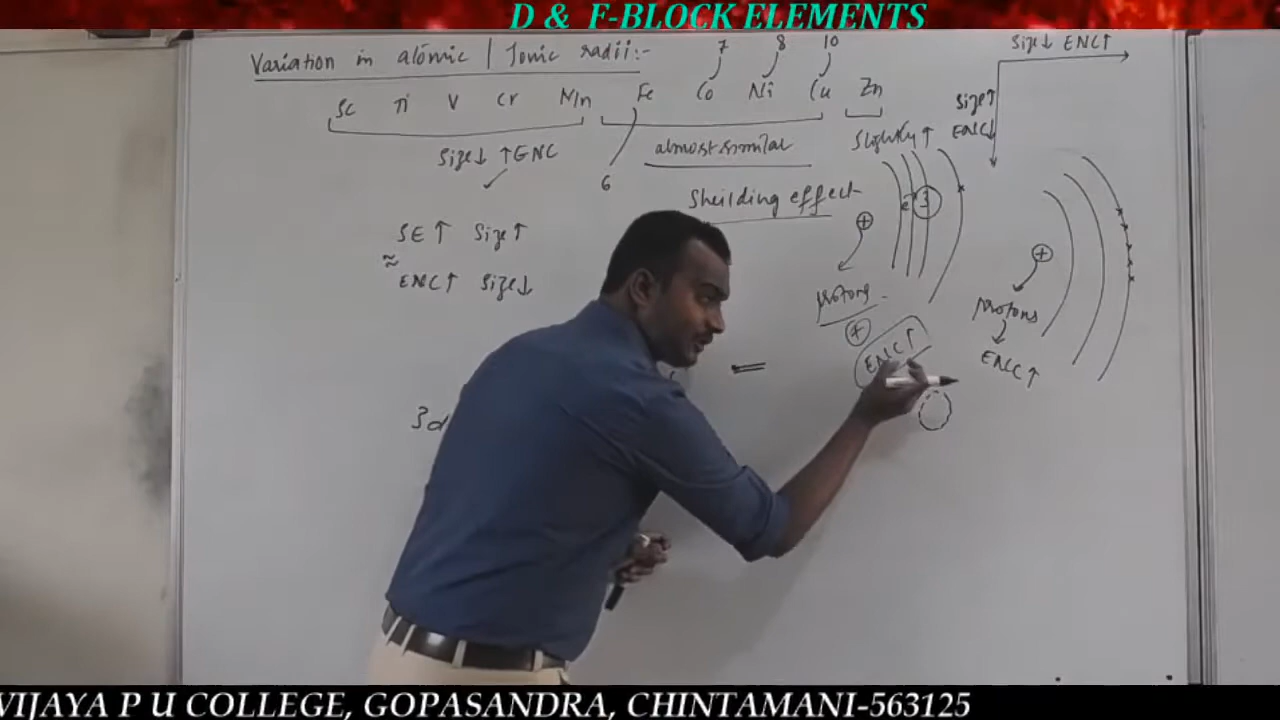 D & F-BLOCK ELEMENTS
Variation in atomic | Ionic radii:-
7 8 10
Sc Ti V Cr Mn Fe Co Ni Cu Zn
Size↓ ↑ENC
6
almost similar
Slightly ↑
Size↓ ENC↑
Size↑
ENC↓
Sheilding effect
SE↑ Size↑
≈
ENC↑ Size↓
=
3d
e
+
protons
+
ENC↑
+
protons
ENC↑
VIJAYA P U COLLEGE, GOPASANDRA, CHINTAMANI-563125